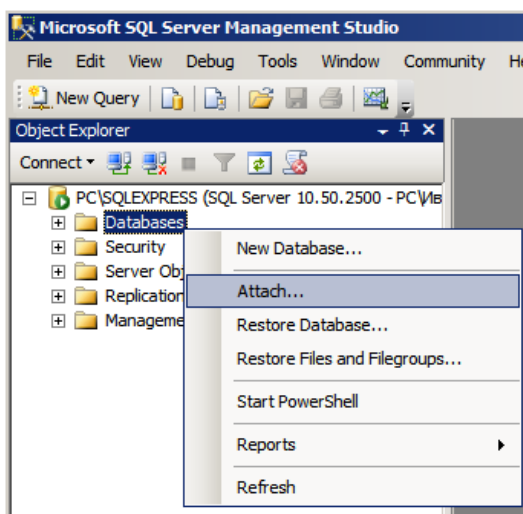 Microsoft SQL Server Management Studio
File Edit View Debug Tools Window Community
New Query
Object Explorer
Connect
PC\SQLEXPRESS (SQL Server 10.50.2500 - PC\Ив
Databases
Security
Server Obj
Replication
Manageme
New Database...
Attach...
Restore Database...
Restore Files and Filegroups...
Start PowerShell
Reports
Refresh